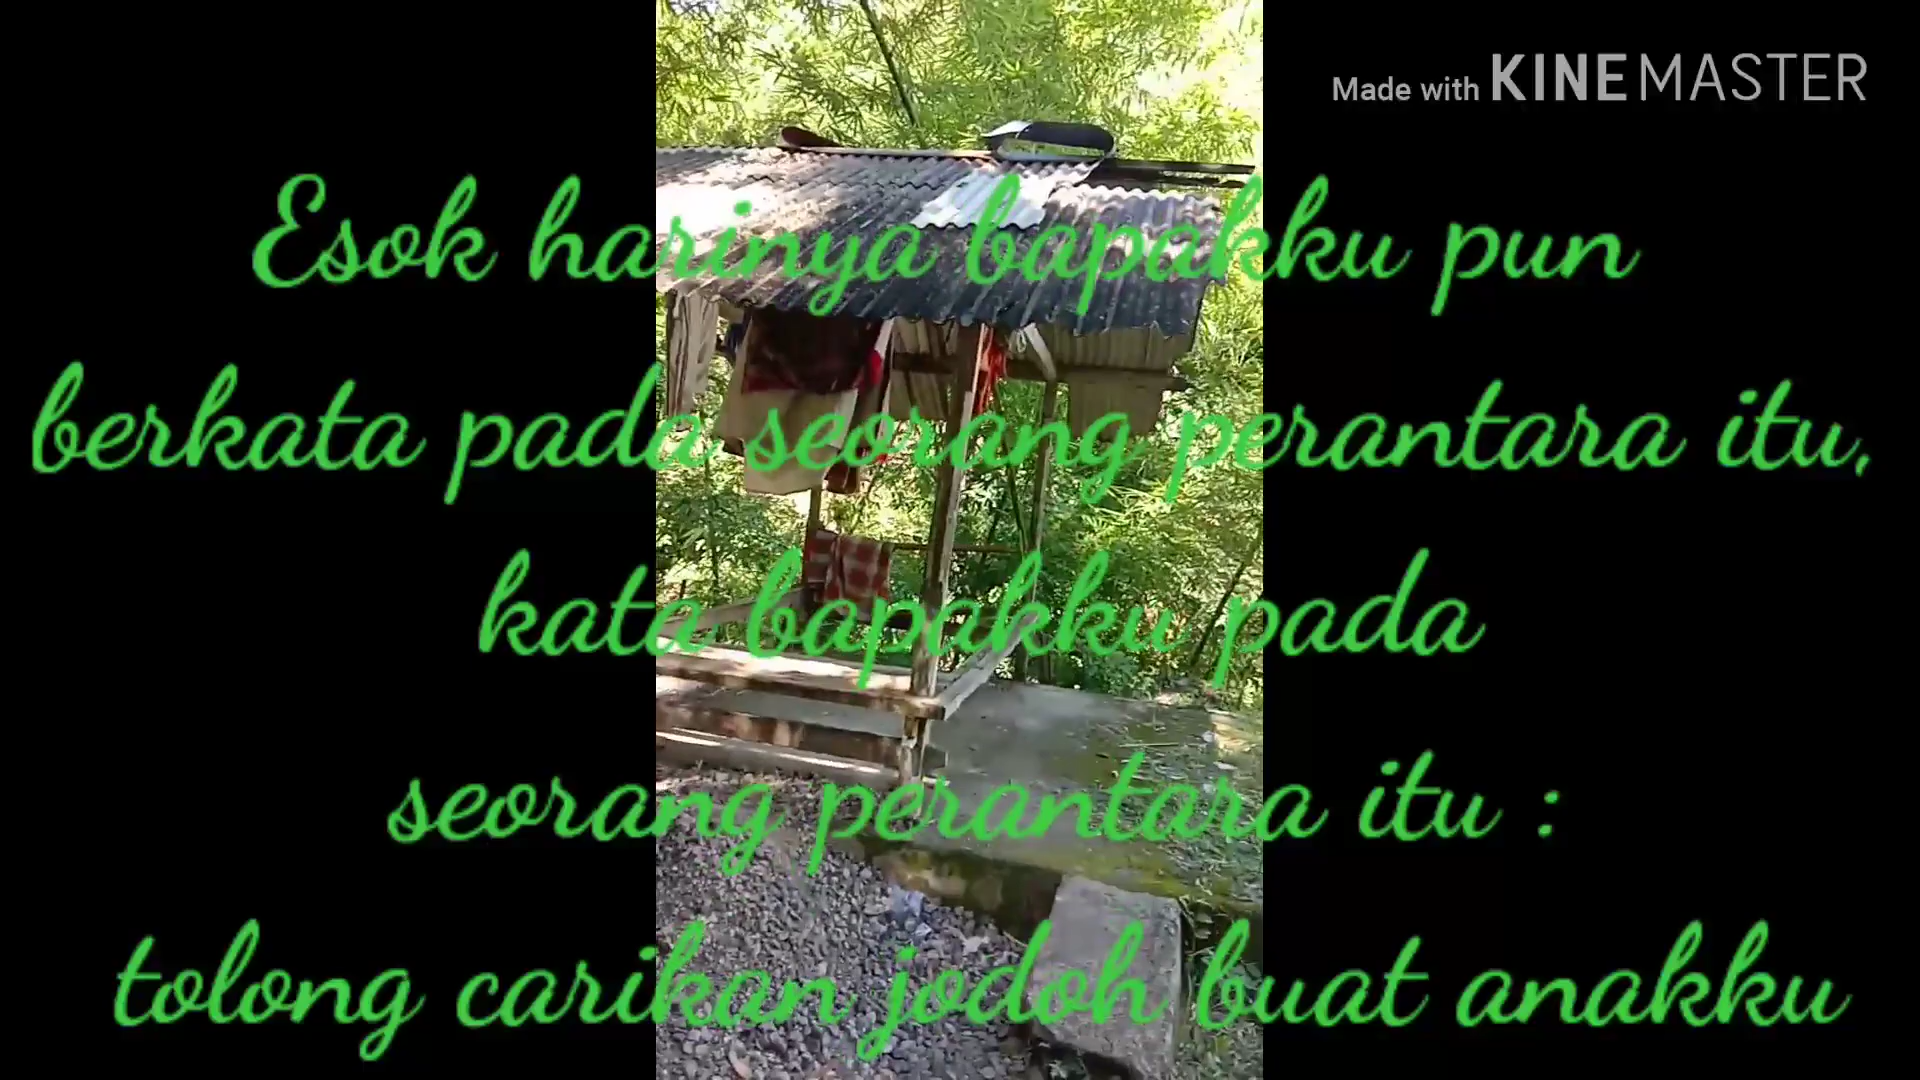 Made with KINEMASTER
Esok harinya bapakku pun
berkata pada seorang perantara itu,
kata bapakku pada
seorang perantara itu :
tolong carikan jodoh buat anakku